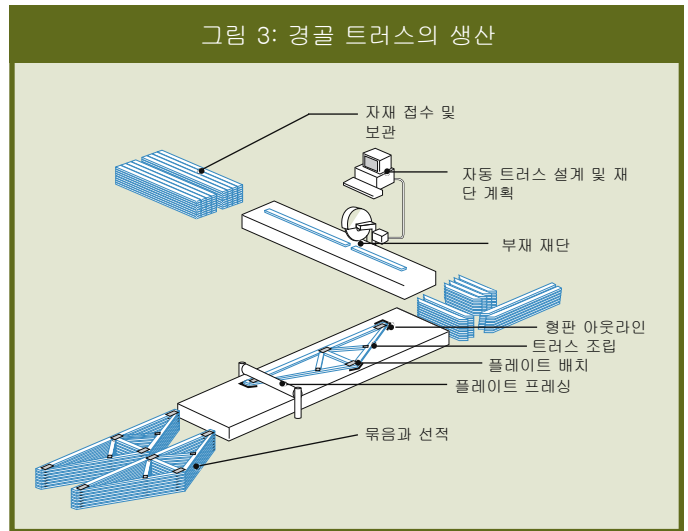 그림 3: 경골 트러스의 생산
자재 접수 및
보관
자동 트러스 설계 및 재
단 계획
부재 재단
형판 아웃라인
트러스 조립
플레이트 배치
플레이트 프레싱
묶음과 선적